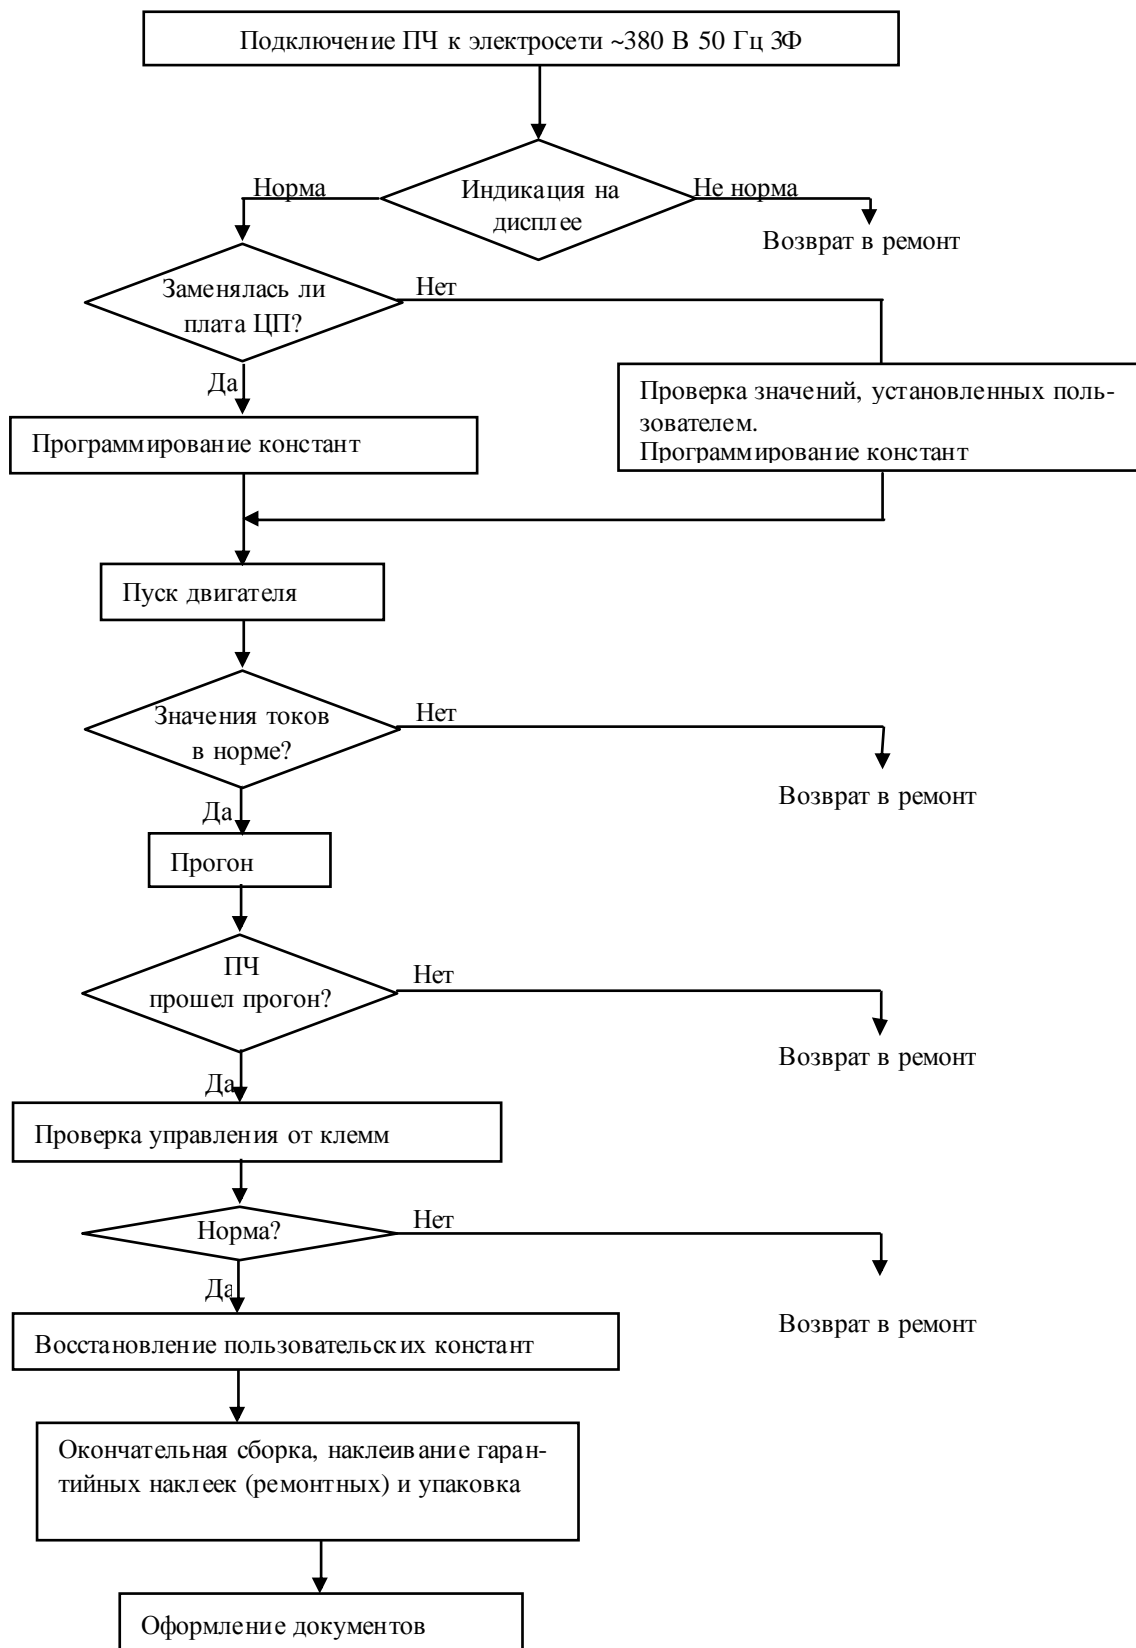 Подключение ПЧ к электросети ~380 В 50 Гц 3Ф
Норма
Индикация на
дисплее
Не норма
Возврат в ремонт
Заменялась ли
плата ЦП?
Нет
Да
Проверка значений, установленных поль-
зователем.
Программирование констант
Программирование констант
Пуск двигателя
Значения токов
в норме?
Нет
Возврат в ремонт
Да
Прогон
ПЧ
прошел прогон?
Нет
Возврат в ремонт
Да
Проверка управления от клемм
Норма?
Нет
Да
Возврат в ремонт
Восстановление пользовательских констант
Окончательная сборка, наклеивание гаран-
тийных наклеек (ремонтных) и упаковка
Оформление документов